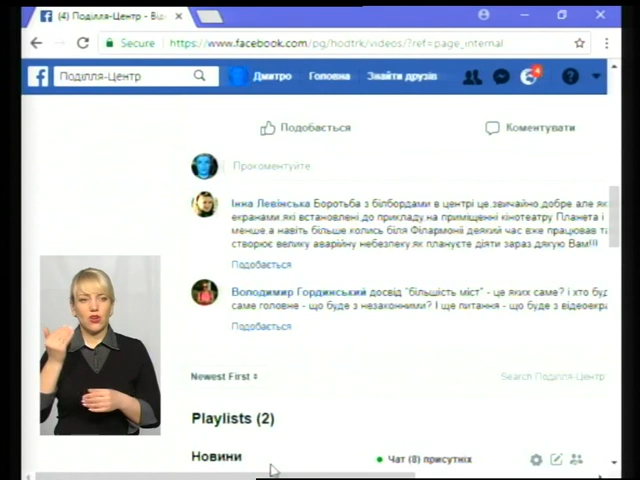 (4) Поділля-Центр - Від
Secure
https://www.facebook.com/pg/hodtrk/videos/?ref=page_internal
Поділля-Центр
Дмитро
Головна
Знайти друзів
4
Подобається
Коментувати
Прокоментуйте
Інна Левінська Боротьба з білбордами в центрі це,звичайно,добре але як
екранами,які встановлені,до прикладу,на приміщенні кінотеатру Планета і
менше,а навіть більше колись біля Філармонії деякий час вже працював та
створює велику аварійну небезпеку,як плануєте діяти зараз,дякую Вам!!!
Подобається
Володимир Гординський досвід "більшість міст" - це яких саме? і хто буд
саме головне - що буде з незаконними? І ще питання - що буде з відеоекра
Подобається
Newest First
Search Поділля-Центр
Playlists (2)
Новини
Чат (8) присутніх